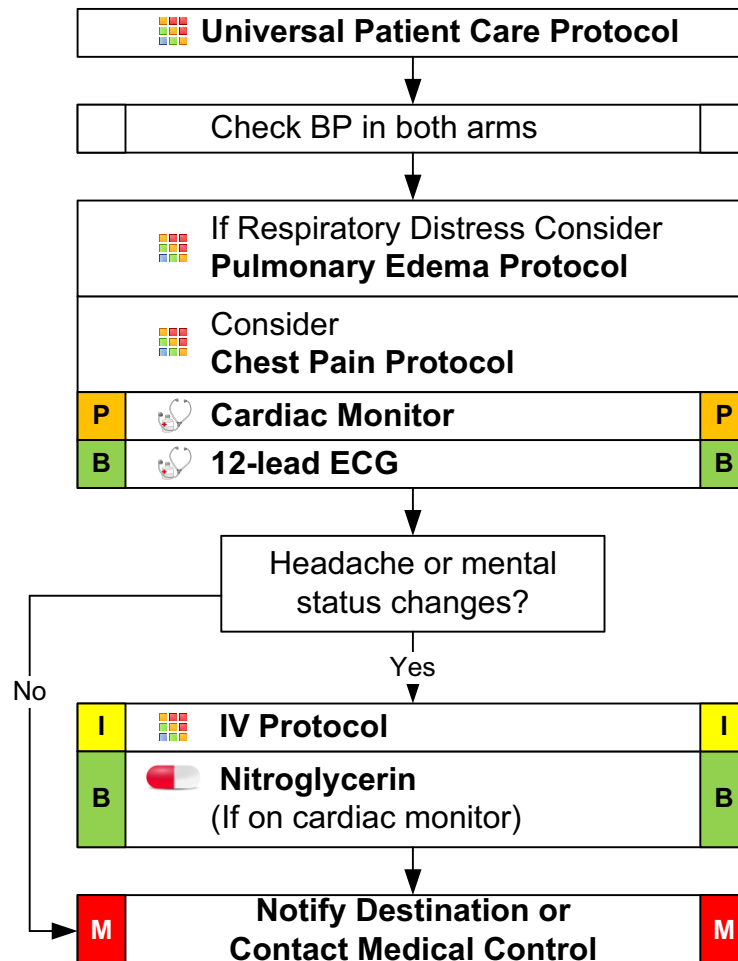 Universal Patient Care Protocol
Check BP in both arms
If Respiratory Distress Consider
Pulmonary Edema Protocol
Consider
Chest Pain Protocol
P Cardiac Monitor P
B 12-lead ECG B
Headache or mental
status changes?
No
Yes
I IV Protocol I
B Nitroglycerin B
(If on cardiac monitor)
M Notify Destination or M
Contact Medical Control